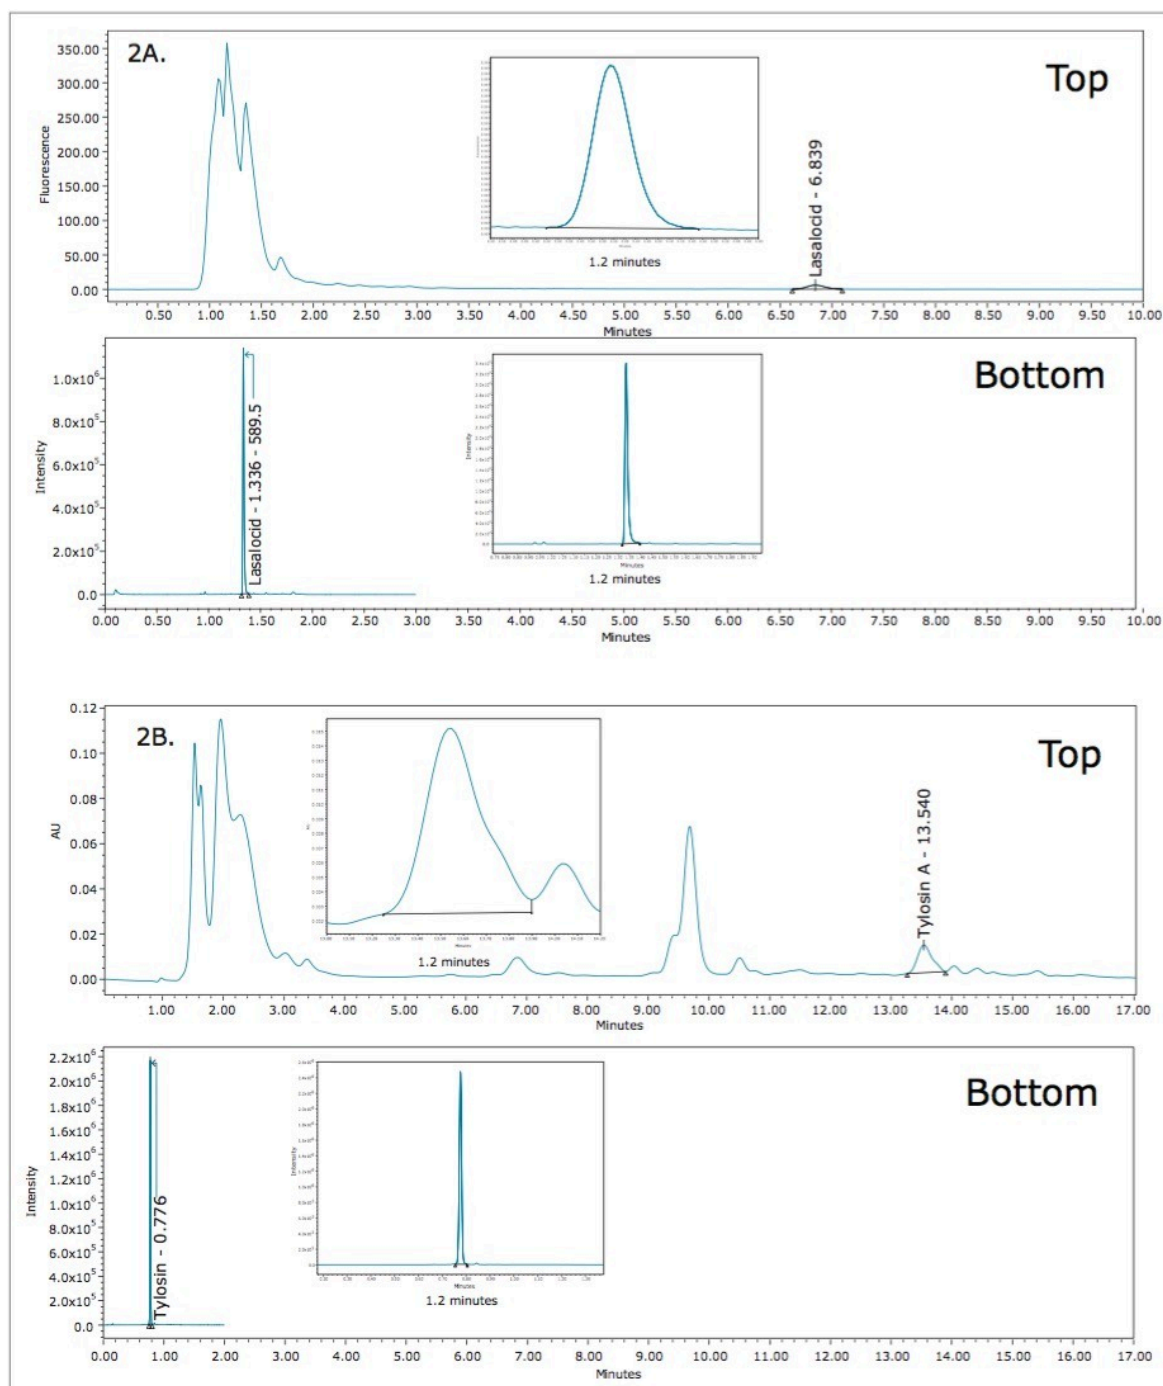 2A.
Top
350.00
300.00
250.00
200.00
150.00
100.00
50.00
0.00
Fluorescence
Lasalocid - 6.839
1.2 minutes
0.50 1.00 1.50 2.00 2.50 3.00 3.50 4.00 4.50 5.00 5.50 6.00 6.50 7.00 7.50 8.00 8.50 9.00 9.50 10.00
Minutes
Bottom
1.0x10⁶
8.0x10⁵
6.0x10⁵
4.0x10⁵
2.0x10⁵
0.0
Intensity
Lasalocid - 1.336 - 589.5
Intensity
Minutes
1.2 minutes
0.00 0.50 1.00 1.50 2.00 2.50 3.00 3.50 4.00 4.50 5.00 5.50 6.00 6.50 7.00 7.50 8.00 8.50 9.00 9.50 10.00
Minutes
2B.
Top
0.12
0.10
0.08
0.06
0.04
0.02
0.00
AU
Tylosin A - 13.540
Minutes
1.2 minutes
1.00 2.00 3.00 4.00 5.00 6.00 7.00 8.00 9.00 10.00 11.00 12.00 13.00 14.00 15.00 16.00 17.00
Minutes
Bottom
2.2x10⁶
2.0x10⁶
1.8x10⁶
1.6x10⁶
1.4x10⁶
1.2x10⁶
1.0x10⁶
8.0x10⁵
6.0x10⁵
4.0x10⁵
2.0x10⁵
0.0
Intensity
Tylosin - 0.776
Intensity
Minutes
1.2 minutes
0.00 1.00 2.00 3.00 4.00 5.00 6.00 7.00 8.00 9.00 10.00 11.00 12.00 13.00 14.00 15.00 16.00 17.00
Minutes